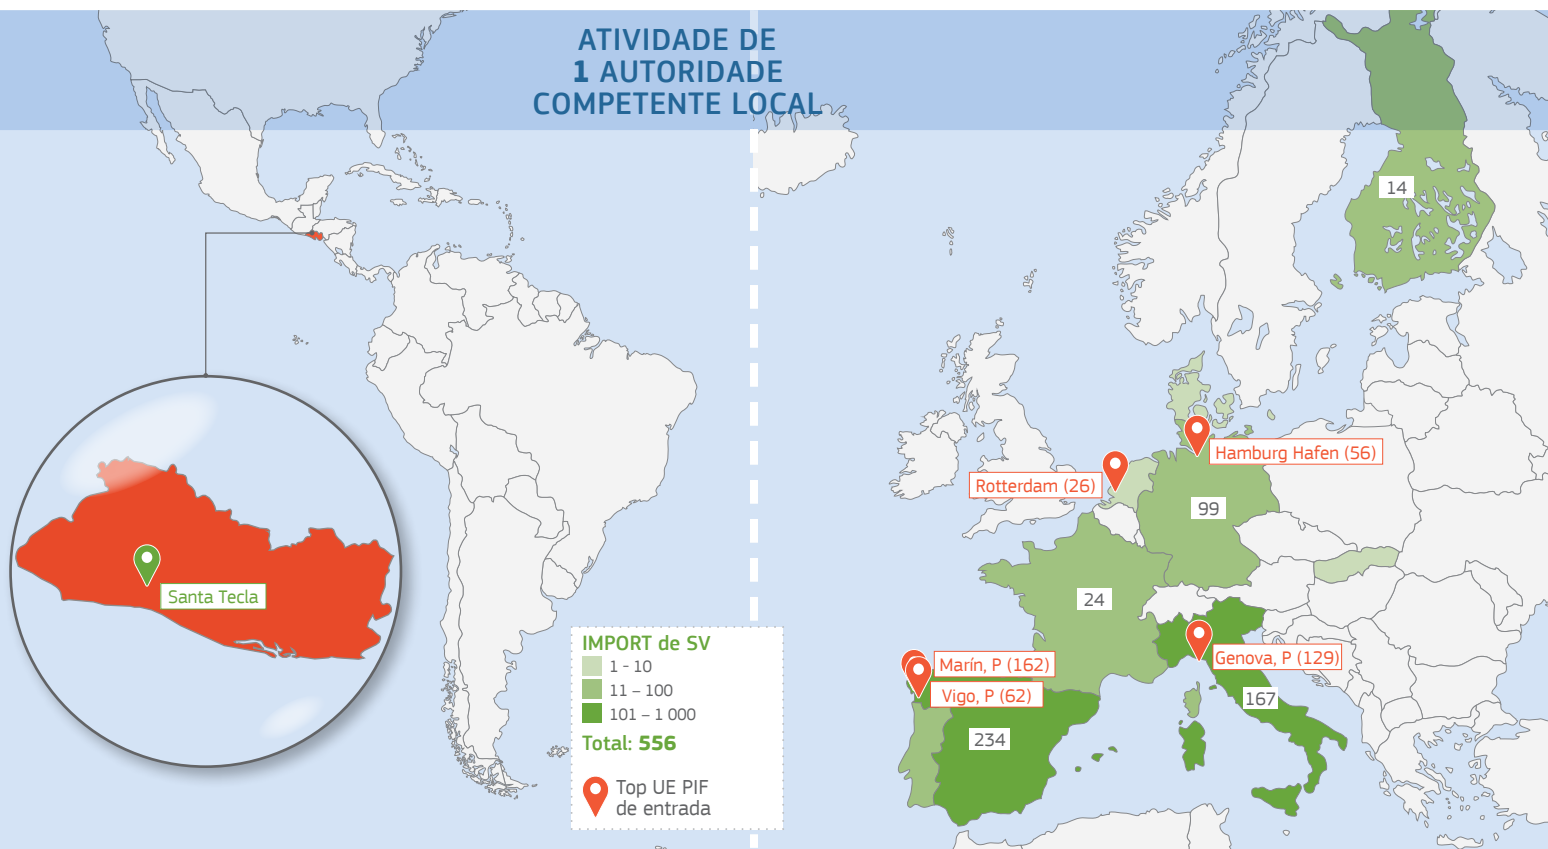 ATIVIDADE DE
1 AUTORIDADE
COMPETENTE LOCAL
14
Hamburg Hafen (56)
Rotterdam (26)
99
Santa Tecla
24
IMPORT de SV
1 - 10
11 – 100
101 – 1 000
Total: 556
Top UE PIF
de entrada
Marín, P (162)
Vigo, P (62)
Genova, P (129)
167
234